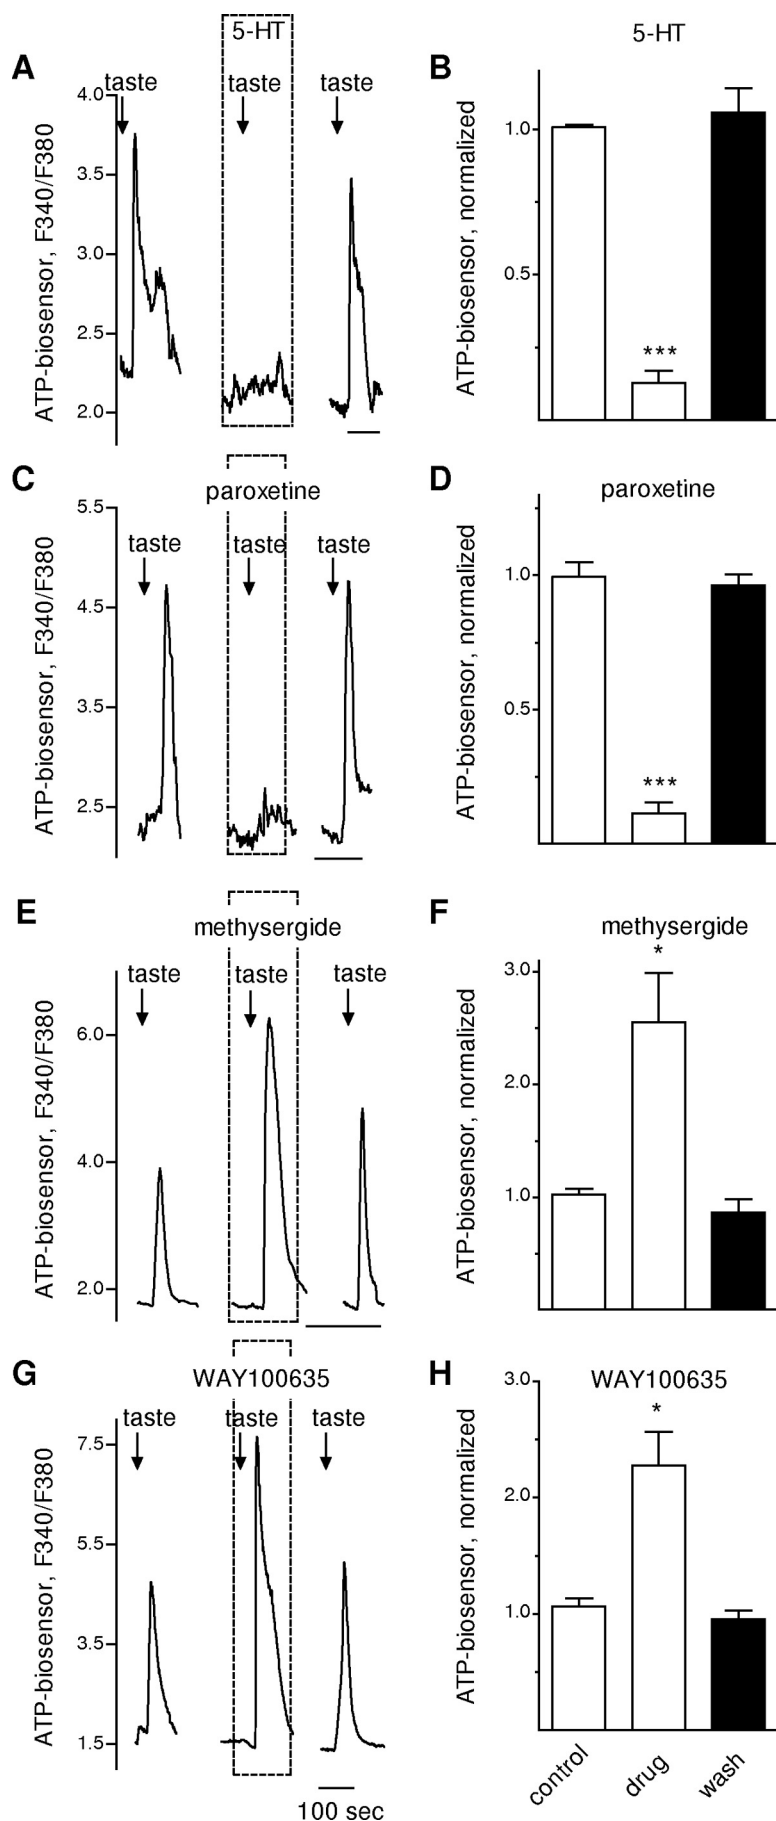 5-HT
5-HT
A
B
taste
taste
taste
4.0
3.5
3.0
2.5
2.0
ATP-biosensor, F340/F380
ATP-biosensor, normalized
1.0
0.5
***
C
D
paroxetine
paroxetine
taste
taste
taste
5.5
4.5
3.5
2.5
ATP-biosensor, F340/F380
ATP-biosensor, normalized
1.0
0.5
***
E
F
methysergide
methysergide
taste
taste
taste
6.0
4.0
2.0
ATP-biosensor, F340/F380
ATP-biosensor, normalized
3.0
2.0
1.0
*
G
H
WAY100635
WAY100635
taste
taste
taste
7.5
5.5
3.5
1.5
ATP-biosensor, F340/F380
100 sec
ATP-biosensor, normalized
3.0
2.0
1.0
*
control
drug
wash